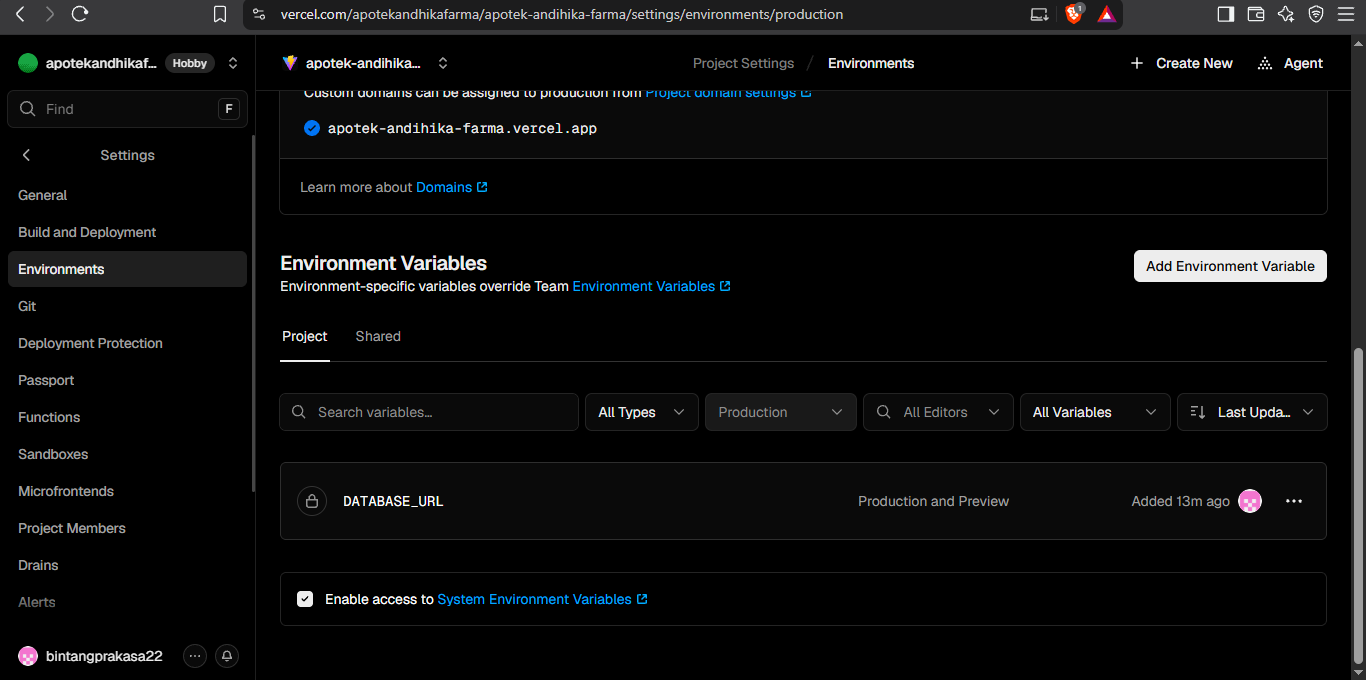 vercel.com/apotekandhikafarma/apotek-andihika-farma/settings/environments/production
1
apotekandhikaf... Hobby
apotek-andihika...
Project Settings / Environments
Create New
Agent
Find F
Settings
General
Build and Deployment
Environments
Git
Deployment Protection
Passport
Functions
Sandboxes
Microfrontends
Project Members
Drains
Alerts
bintangprakasa22
Custom domains can be assigned to production from Project domain settings
apotek-andihika-farma.vercel.app
Learn more about Domains
Environment Variables
Add Environment Variable
Environment-specific variables override Team Environment Variables
Project Shared
Search variables...
All Types
Production
All Editors
All Variables
Last Upda...
DATABASE_URL Production and Preview Added 13m ago
Enable access to System Environment Variables